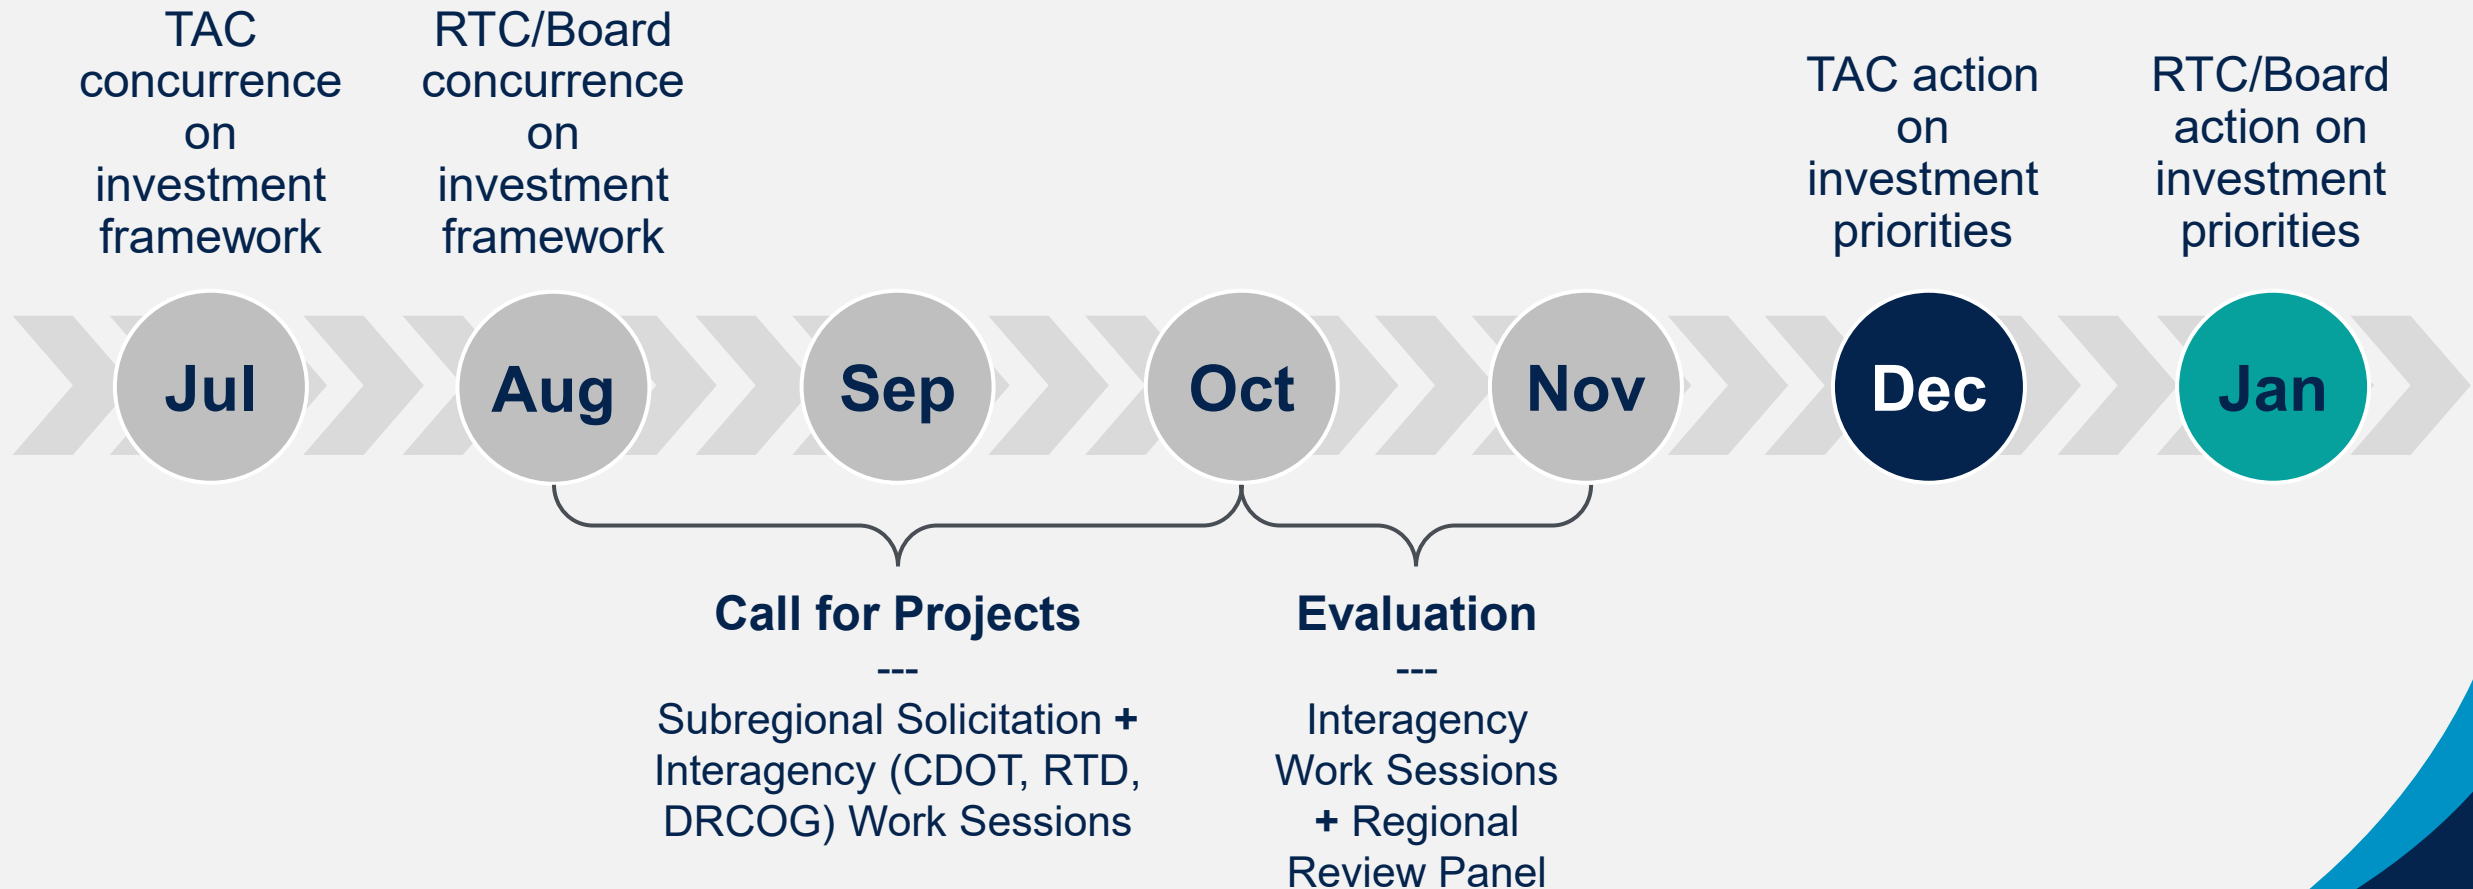 TAC
concurrence
on
investment
framework
RTC/Board
concurrence
on
investment
framework
TAC action
on
investment
priorities
RTC/Board
action on
investment
priorities
Jul
Aug
Sep
Oct
Nov
Dec
Jan
Call for Projects
---
Subregional Solicitation +
Interagency (CDOT, RTD,
DRCOG) Work Sessions
Evaluation
---
Interagency
Work Sessions
+ Regional
Review Panel